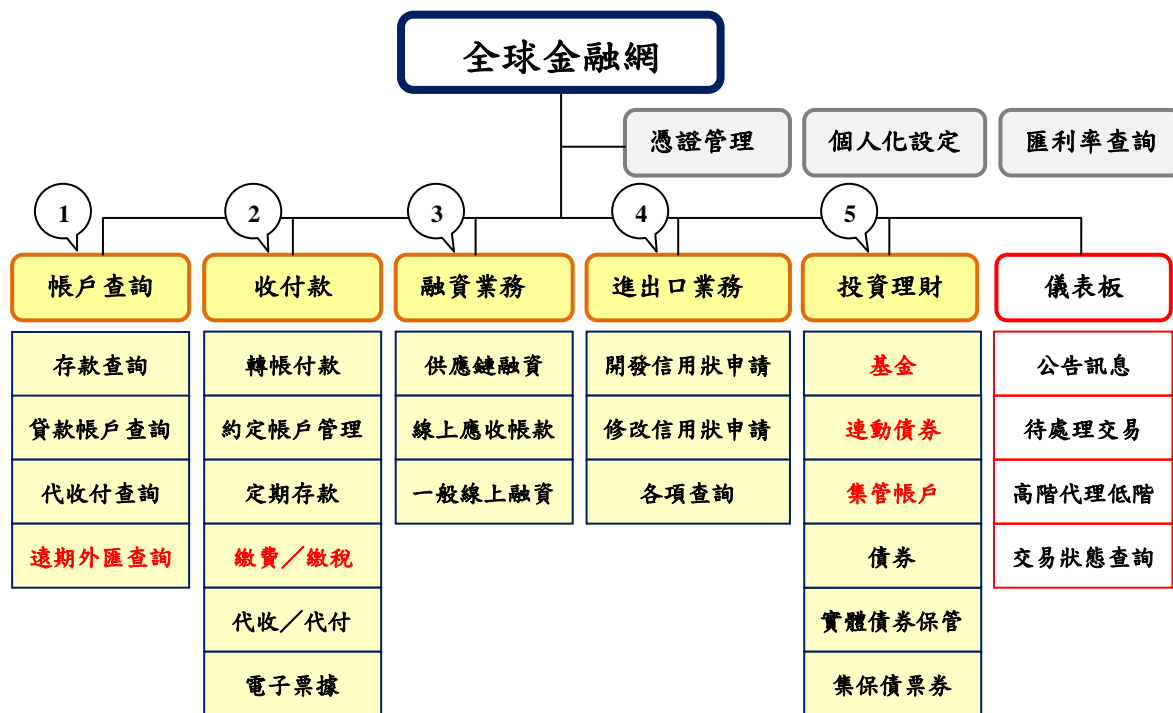 全球金融網
憑證管理
個人化設定
匯利率查詢
1
2
3
4
5
帳戶查詢
收付款
融資業務
進出口業務
投資理財
儀表板
存款查詢
貸款帳戶查詢
代收付查詢
遠期外匯查詢
轉帳付款
約定帳戶管理
定期存款
繳費／繳稅
代收／代付
電子票據
供應鏈融資
線上應收帳款
一般線上融資
開發信用狀申請
修改信用狀申請
各項查詢
基金
連動債券
集管帳戶
債券
實體債券保管
集保債票券
公告訊息
待處理交易
高階代理低階
交易狀態查詢